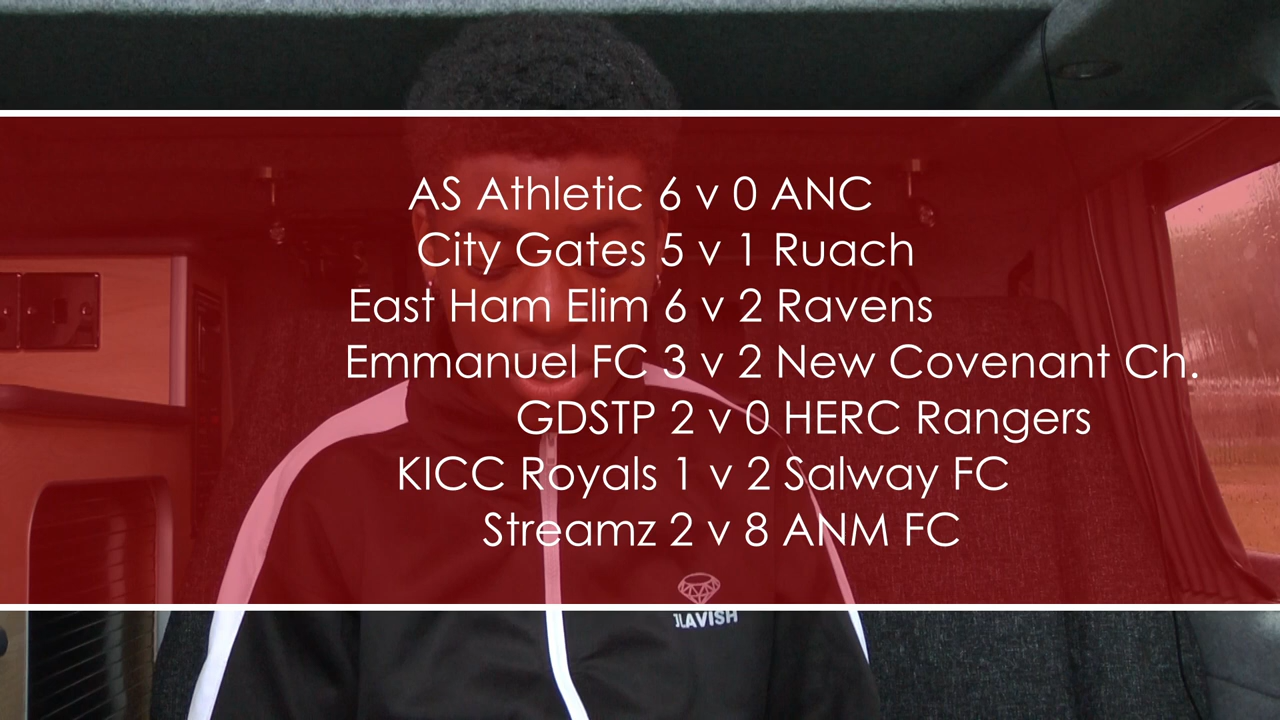 AS Athletic 6 v 0 ANC
City Gates 5 v 1 Ruach
East Ham Elim 6 v 2 Ravens
Emmanuel FC 3 v 2 New Covenant Ch.
GDSTP 2 v 0 HERC Rangers
KICC Royals 1 v 2 Salway FC
Streamz 2 v 8 ANM FC
JLAVISH